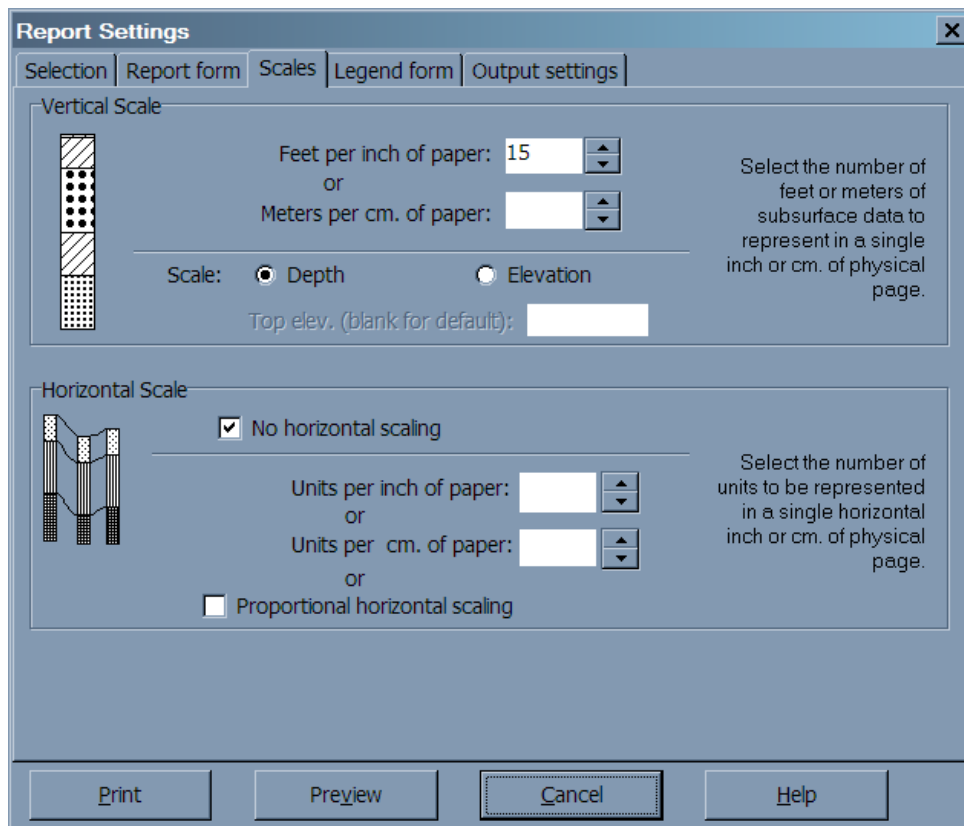 Report Settings
Selection Report form Scales Legend form Output settings
Vertical Scale
Feet per inch of paper: 15
or
Meters per cm. of paper:
Select the number of
feet or meters of
subsurface data to
represent in a single
inch or cm. of physical
page.
Scale: Depth Elevation
Top elev. (blank for default):
Horizontal Scale
No horizontal scaling
Units per inch of paper:
or
Units per cm. of paper:
or
Proportional horizontal scaling
Select the number of
units to be represented
in a single horizontal
inch or cm. of physical
page.
Print Preview Cancel Help